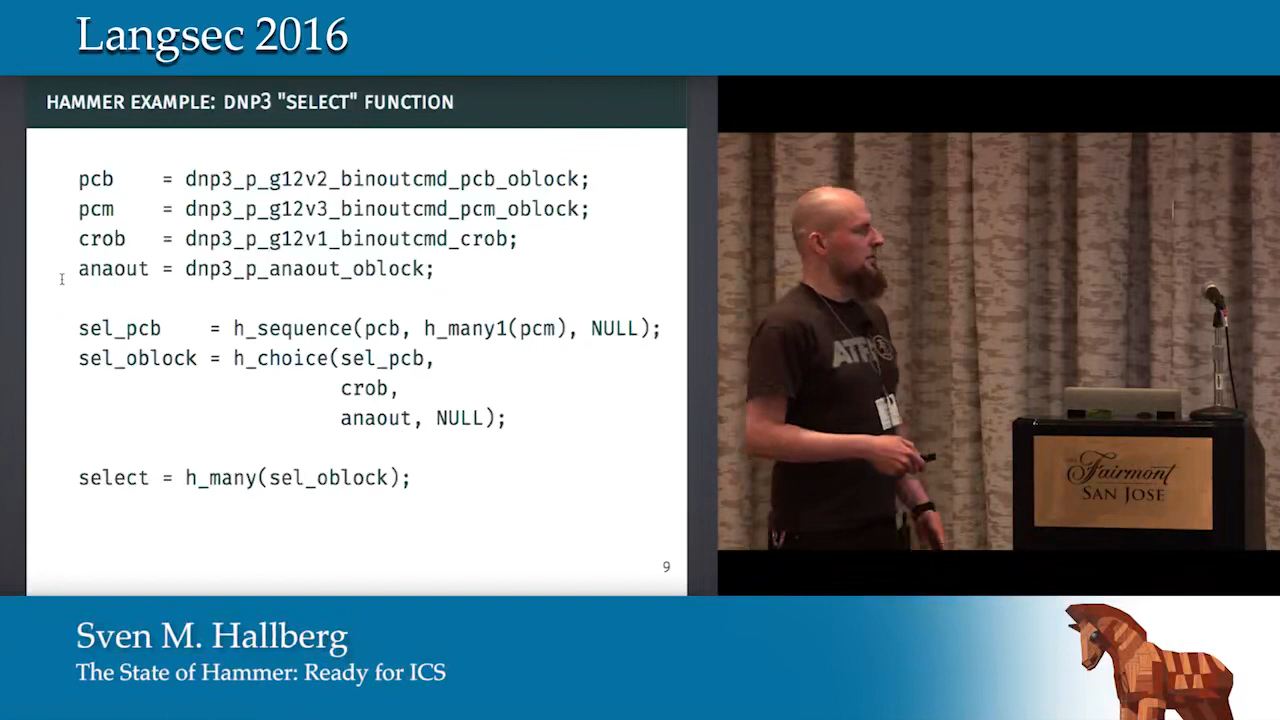 Langsec 2016
HAMMER EXAMPLE: DNP3 "SELECT" FUNCTION
pcb = dnp3_p_g12v2_binoutcmd_pcb_oblock;
pcm = dnp3_p_g12v3_binoutcmd_pcm_oblock;
crob = dnp3_p_g12v1_binoutcmd_crob;
anaout = dnp3_p_anaout_oblock;
sel_pcb = h_sequence(pcb, h_many1(pcm), NULL);
sel_oblock = h_choice(sel_pcb,
crob,
anaout, NULL);
select = h_many(sel_oblock);
9
Fairmont
SAN JOSE
Sven M. Hallberg
The State of Hammer: Ready for ICS